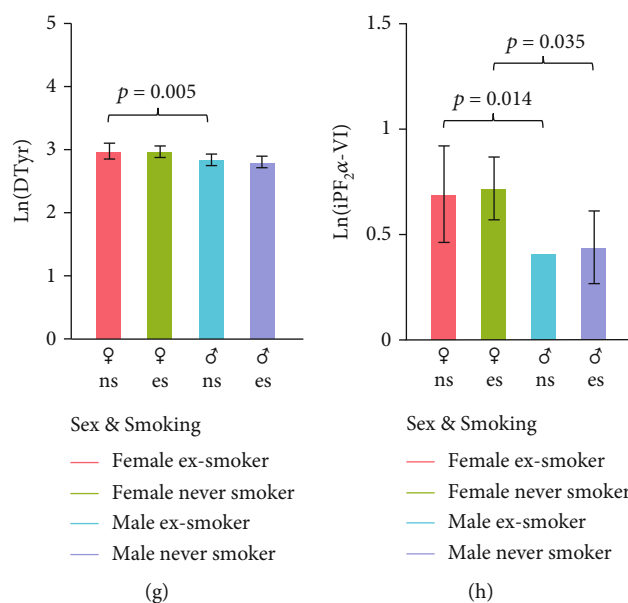 5
4
3
2
1
0
Ln(DTyr)
p = 0.005
♀ ♀ ♂ ♂
ns es ns es
Sex & Smoking
Female ex-smoker
Female never smoker
Male ex-smoker
Male never smoker
(g)
1.5
1
0.5
0
Ln(iPF₂α-VI)
p = 0.035
p = 0.014
♀ ♀ ♂ ♂
ns es ns es
Sex & Smoking
Female ex-smoker
Female never smoker
Male ex-smoker
Male never smoker
(h)